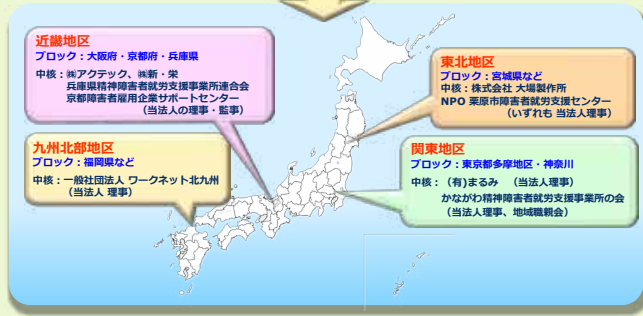 近畿地区
ブロック：大阪府・京都府・兵庫県
中核：㈱アクテック、㈱新・栄
兵庫県精神障害者就労支援事業所連合会
京都障害者雇用企業サポートセンター
（当法人の理事・監事）
東北地区
ブロック：宮城県など
中核：株式会社 大場製作所
NPO 栗原市障害者就労支援センター
（いずれも 当法人理事）
九州北部地区
ブロック：福岡県など
中核：一般社団法人 ワークネット北九州
（当法人 理事）
関東地区
ブロック：東京都多摩地区・神奈川
中核：（有)まるみ （当法人理事）
かながわ精神障害者就労支援事業所の会
（当法人理事、地域職親会）